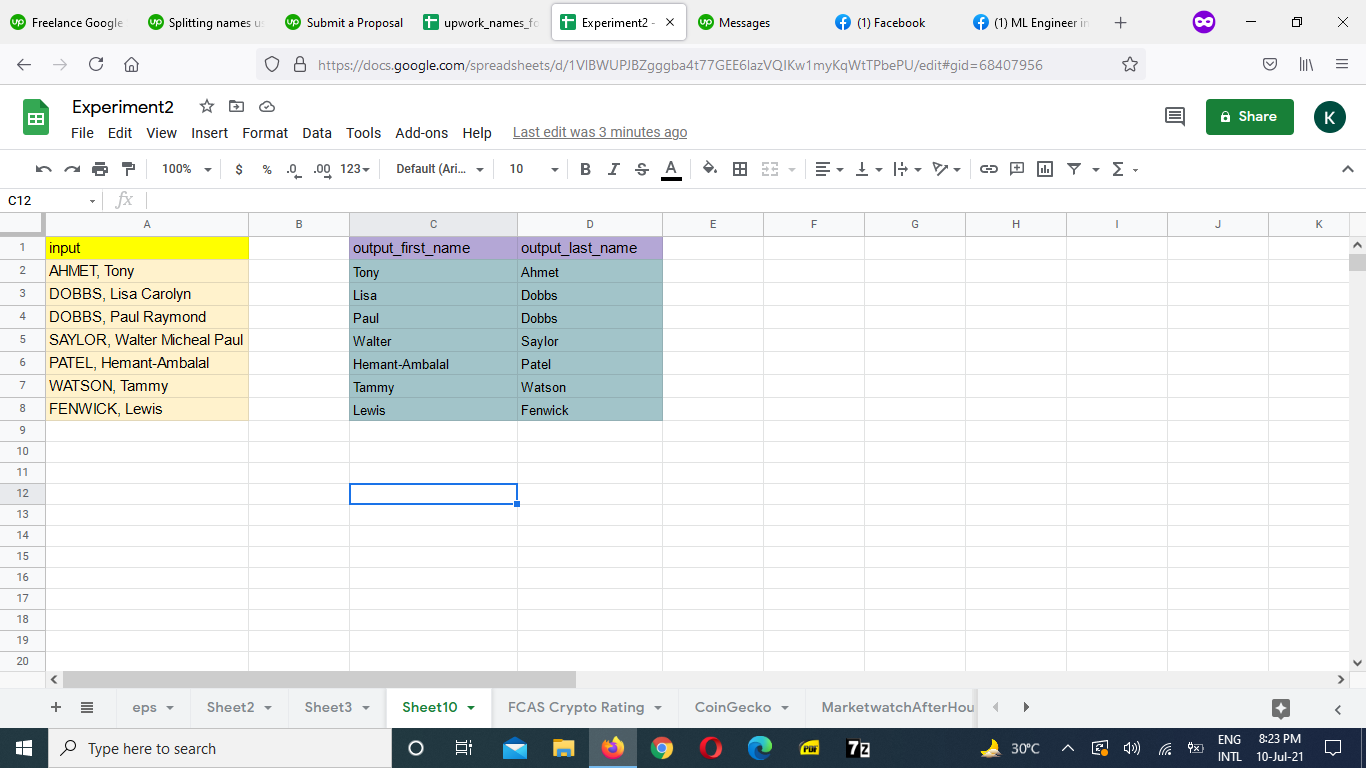 Freelance Google
Splitting names u
Submit a Proposal
upwork_names_fo
Experiment2 -
Messages
(1) Facebook
(1) ML Engineer in
https://docs.google.com/spreadsheets/d/1VlBWUPJBZgggba4t77GEE6lazVQIKw1myKqWtTPbePU/edit#gid=68407956
Experiment2
File Edit View Insert Format Data Tools Add-ons Help Last edit was 3 minutes ago
Share
K
100% $ % .0 .00 123 Default (Ari... 10 B I S A Σ
C12 fx
A B C D E F G H I J K
1 input output_first_name output_last_name
2 AHMET, Tony Tony Ahmet
3 DOBBS, Lisa Carolyn Lisa Dobbs
4 DOBBS, Paul Raymond Paul Dobbs
5 SAYLOR, Walter Micheal Paul Walter Saylor
6 PATEL, Hemant-Ambalal Hemant-Ambalal Patel
7 WATSON, Tammy Tammy Watson
8 FENWICK, Lewis Lewis Fenwick
9
10
11
12
13
14
15
16
17
18
19
20
eps Sheet2 Sheet3 Sheet10 FCAS Crypto Rating CoinGecko MarketwatchAfterHou
Type here to search
PDF
7z
30°C
ENG
INTL
8:23 PM
10-Jul-21